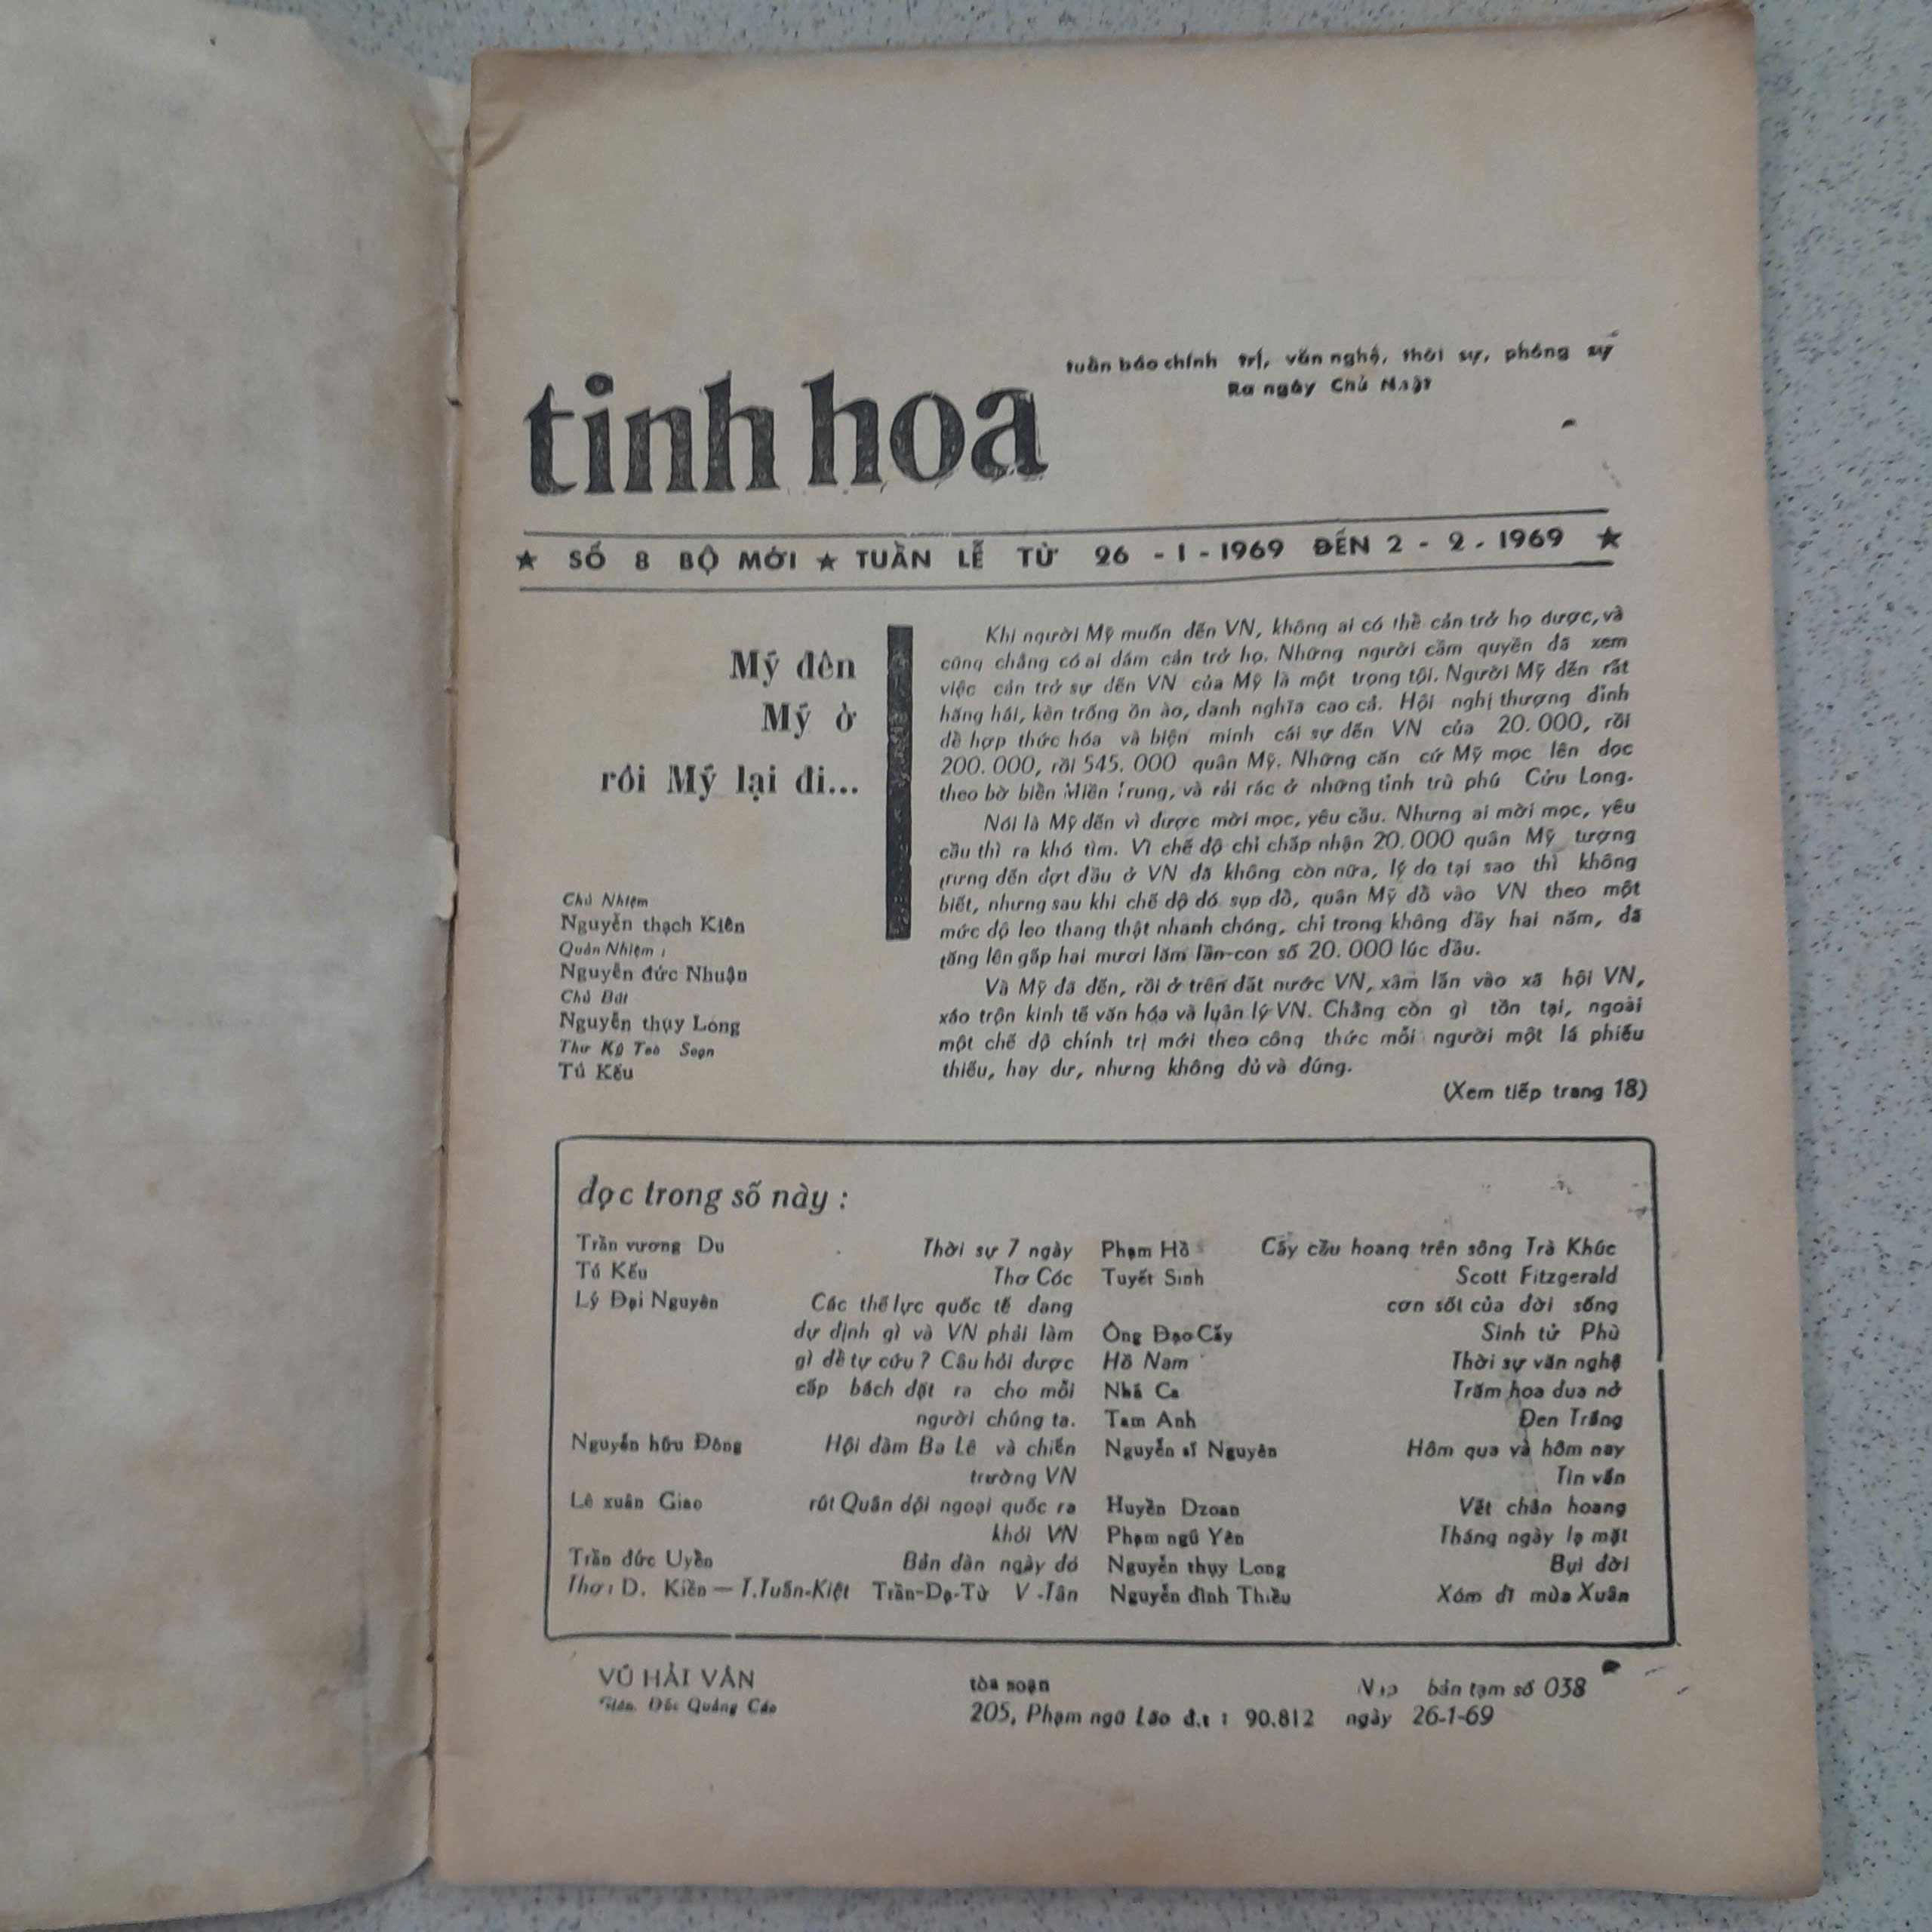 tinh hoa
tuần báo chính trị, văn nghệ, thời sự, phóng sự
Ra ngày Chủ Nhật
★ SỐ 8 BỘ MỚI ★ TUẦN LỄ TỪ 26 - 1 - 1969 ĐẾN 2 - 2 - 1969 ★
Mỹ đến
Mỹ ở
rồi Mỹ lại đi...
Khi người Mỹ muốn đến VN, không ai có thể cản trở họ được, và
cũng chẳng có ai dám cản trở họ. Những người cầm quyền đã xem
việc cản trở sự đến VN của Mỹ là một trọng tội. Người Mỹ đến rất
hăng hái, kèn trống ồn ào, danh nghĩa cao cả. Hội nghị thượng đỉnh
để hợp thức hóa và biện minh cái sự đến VN của 20.000, rồi
200.000, rồi 545.000 quân Mỹ. Những căn cứ Mỹ mọc lên dọc
theo bờ biển Miền Trung, và rải rác ở những tỉnh trù phú Cửu Long.
Nói là Mỹ đến vì được mời mọc, yêu cầu. Nhưng ai mời mọc, yêu
cầu thì ra khó tìm. Vì chế độ chỉ chấp nhận 20.000 quân Mỹ tượng
trưng đến đợt đầu ở VN đã không còn nữa, lý do tại sao thì không
biết, nhưng sau khi chế độ đó sụp đổ, quân Mỹ đổ vào VN theo một
mức độ leo thang thật nhanh chóng, chỉ trong không đầy hai năm, đã
tăng lên gấp hai mươi lăm lần-con số 20.000 lúc đầu.
Và Mỹ đã đến, rồi ở trên đất nước VN, xâm lấn vào xã hội VN,
xáo trộn kinh tế văn hóa và luân lý VN. Chẳng còn gì tồn tại, ngoài
một chế độ chính trị mới theo công thức mỗi người một lá phiếu
thiếu, hay dư, nhưng không đủ và đúng.
(Xem tiếp trang 18)
Chủ Nhiệm
Nguyễn thạch Kiên
Quản Nhiệm :
Nguyễn đức Nhuận
Chủ Bút
Nguyễn thụy Long
Thư Ký Toà Soạn
Tú Kếu
đọc trong số này :
Trần vương Du Thời sự 7 ngày
Tú Kếu Thơ Cóc
Lý Đại Nguyên Các thế lực quốc tế đang
dự định gì và VN phải làm
gì để tự cứu ? Câu hỏi được
cấp bách đặt ra cho mỗi
người chúng ta.
Nguyễn hữu Đông Hội đàm Ba Lê và chiến
trường VN
Lê xuân Giao rút Quân đội ngoại quốc ra
khỏi VN
Trần đức Uyển Bản đàn ngày đó
Thơ : D. Kiền — T.Tuấn-Kiệt Trần-Dạ-Từ V -Tân
Phạm Hồ Cây cầu hoang trên sông Trà Khúc
Tuyết Sinh Scott Fitzgerald
cơn sốt của đời sống
Ông Đạo Cấy Sinh tử Phù
Hồ Nam Thời sự văn nghệ
Nhã Ca Trăm hoa đua nở
Tam Anh Đen Trắng
Nguyễn sĩ Nguyên Hôm qua và hôm nay
Tin vắn
Huyền Dzoan Vết chân hoang
Phạm ngũ Yên Tháng ngày lạ mặt
Nguyễn thụy Long Bụi đời
Nguyễn đình Thiều Xóm đĩ mùa Xuân
VŨ HẢI VÂN
Giám Đốc Quảng Cáo
tòa soạn
205, Phạm ngũ Lão đ.t : 90.812
Nạp bản tạm số 038
ngày 26-1-69